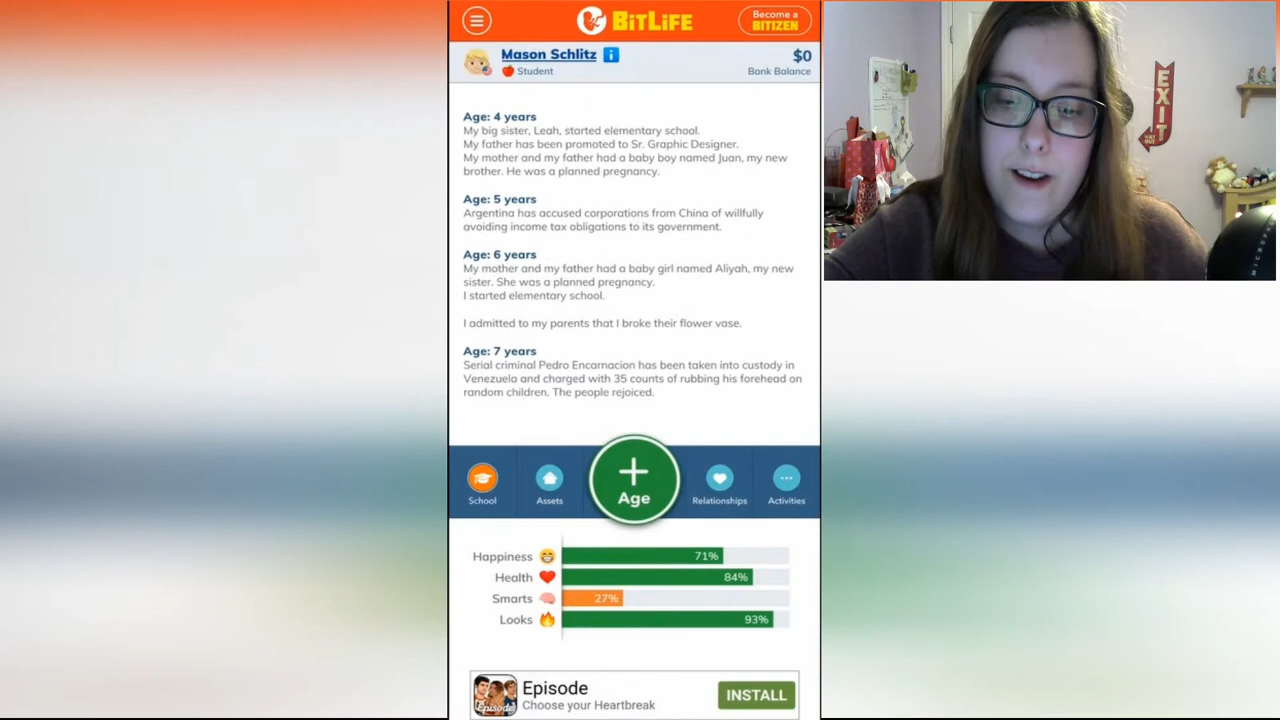 BitLife
Become a
BITIZEN
Mason Schlitz
$0
Student
Bank Balance
Age: 4 years
My big sister, Leah, started elementary school.
My father has been promoted to Sr. Graphic Designer.
My mother and my father had a baby boy named Juan, my new
brother. He was a planned pregnancy.
Age: 5 years
Argentina has accused corporations from China of willfully
avoiding income tax obligations to its government.
Age: 6 years
My mother and my father had a baby girl named Aliyah, my new
sister. She was a planned pregnancy.
I started elementary school.
I admitted to my parents that I broke their flower vase.
Age: 7 years
Serial criminal Pedro Encarnacion has been taken into custody in
Venezuela and charged with 35 counts of rubbing his forehead on
random children. The people rejoiced.
School
Assets
+
Age
Relationships
Activities
Happiness 71%
Health 84%
Smarts 27%
Looks 93%
Episode
Episode
Choose your Heartbreak
INSTALL
EXIT
WAY
OUT